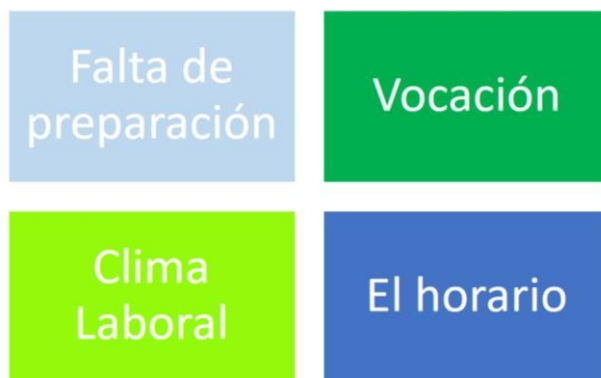 Falta de
preparación
Vocación
Clima
Laboral
El horario